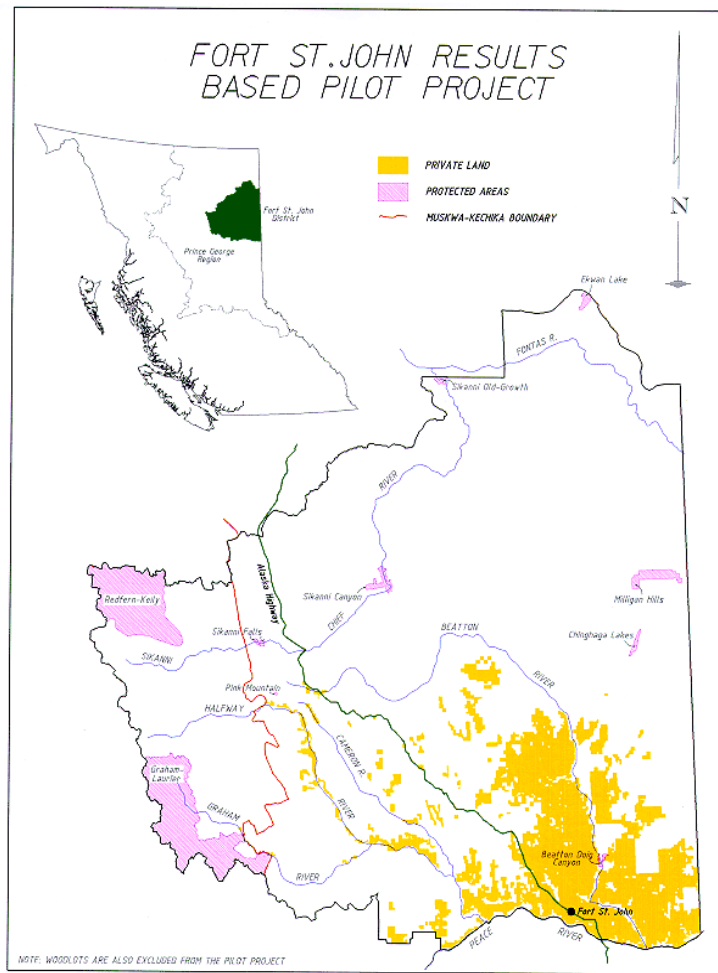 FORT ST.JOHN RESULTS
BASED PILOT PROJECT
PRIVATE LAND
PROTECTED AREAS
MUSKWA-KECHIKA BOUNDARY
N
Fort St. John
District
Prince George
Region
Ekwan Lake
FONTAS R.
Sikanni Old-Growth
RIVER
Alaska Highway
Sikanni Canyon
Redfern-Keily
Milligan Hills
CHIEF
Sikanni Falls
BEATTON
Chinghaga Lakes
SIKANNI
RIVER
Pink Mountain
HALFWAY
CAMERON R.
Graham-
Laurier
GRAHAM
RIVER
Beatton Doig
Canyon
RIVER
Fort St. John
PEACE
RIVER
NOTE: WOODLOTS ARE ALSO EXCLUDED FROM THE PILOT PROJECT